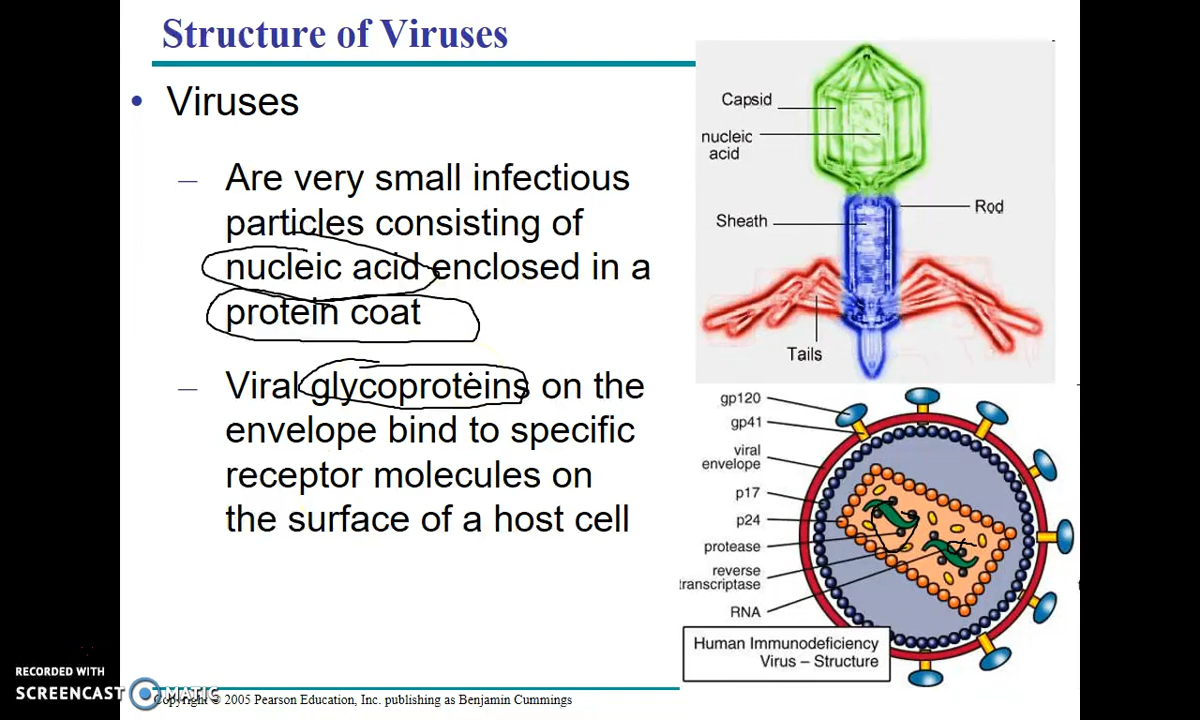 Structure of Viruses
• Viruses
– Are very small infectious
particles consisting of
nucleic acid enclosed in a
protein coat
– Viral glycoproteins on the
envelope bind to specific
receptor molecules on
the surface of a host cell
Capsid
nucleic
acid
Rod
Sheath
Tails
gp120
gp41
viral
envelope
p17
p24
protease
reverse
transcriptase
RNA
Human Immunodeficiency
Virus – Structure
RECORDED WITH
SCREENCAST MATIC
Copyright © 2005 Pearson Education, Inc. publishing as Benjamin Cummings